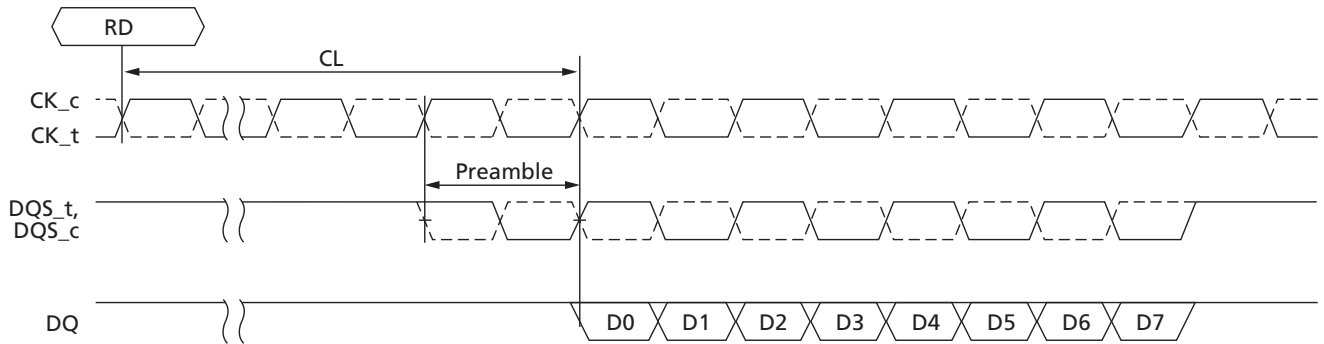 RD
CL
CK_c
CK_t
Preamble
DQS_t,
DQS_c
DQ
D0 D1 D2 D3 D4 D5 D6 D7